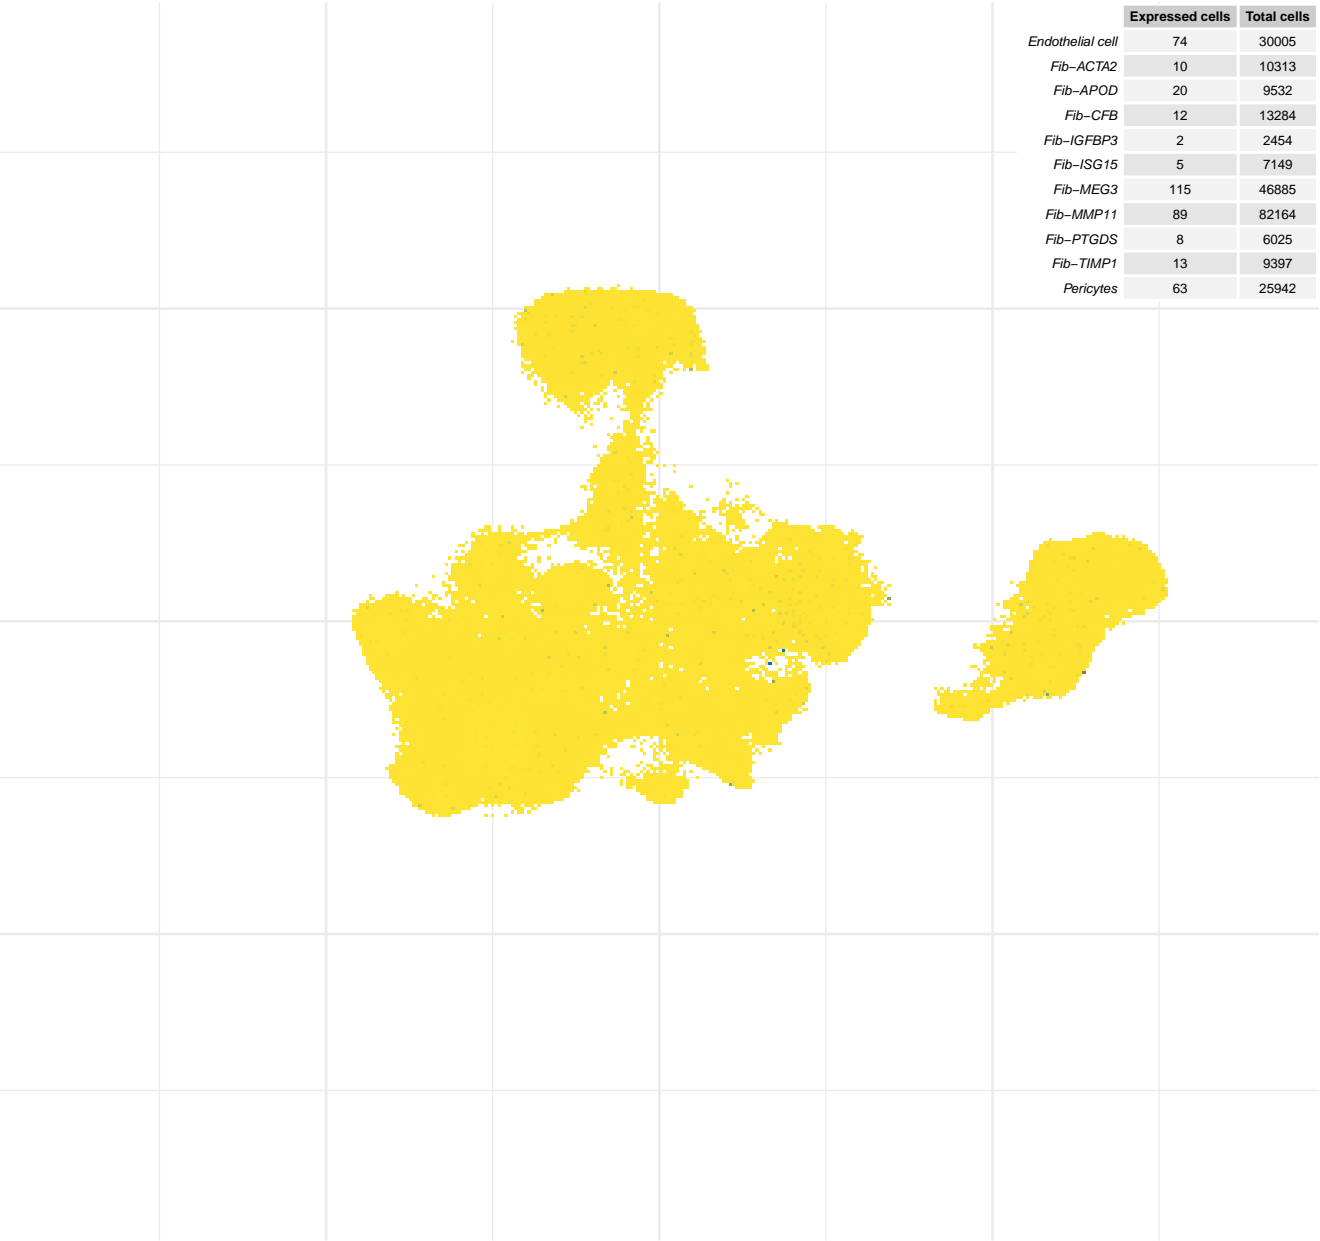 Expressed cells Total cells
Endothelial cell 74 30005
Fib−ACTA2 10 10313
Fib−APOD 20 9532
Fib−CFB 12 13284
Fib−IGFBP3 2 2454
Fib−ISG15 5 7149
Fib−MEG3 115 46885
Fib−MMP11 89 82164
Fib−PTGDS 8 6025
Fib−TIMP1 13 9397
Pericytes 63 25942